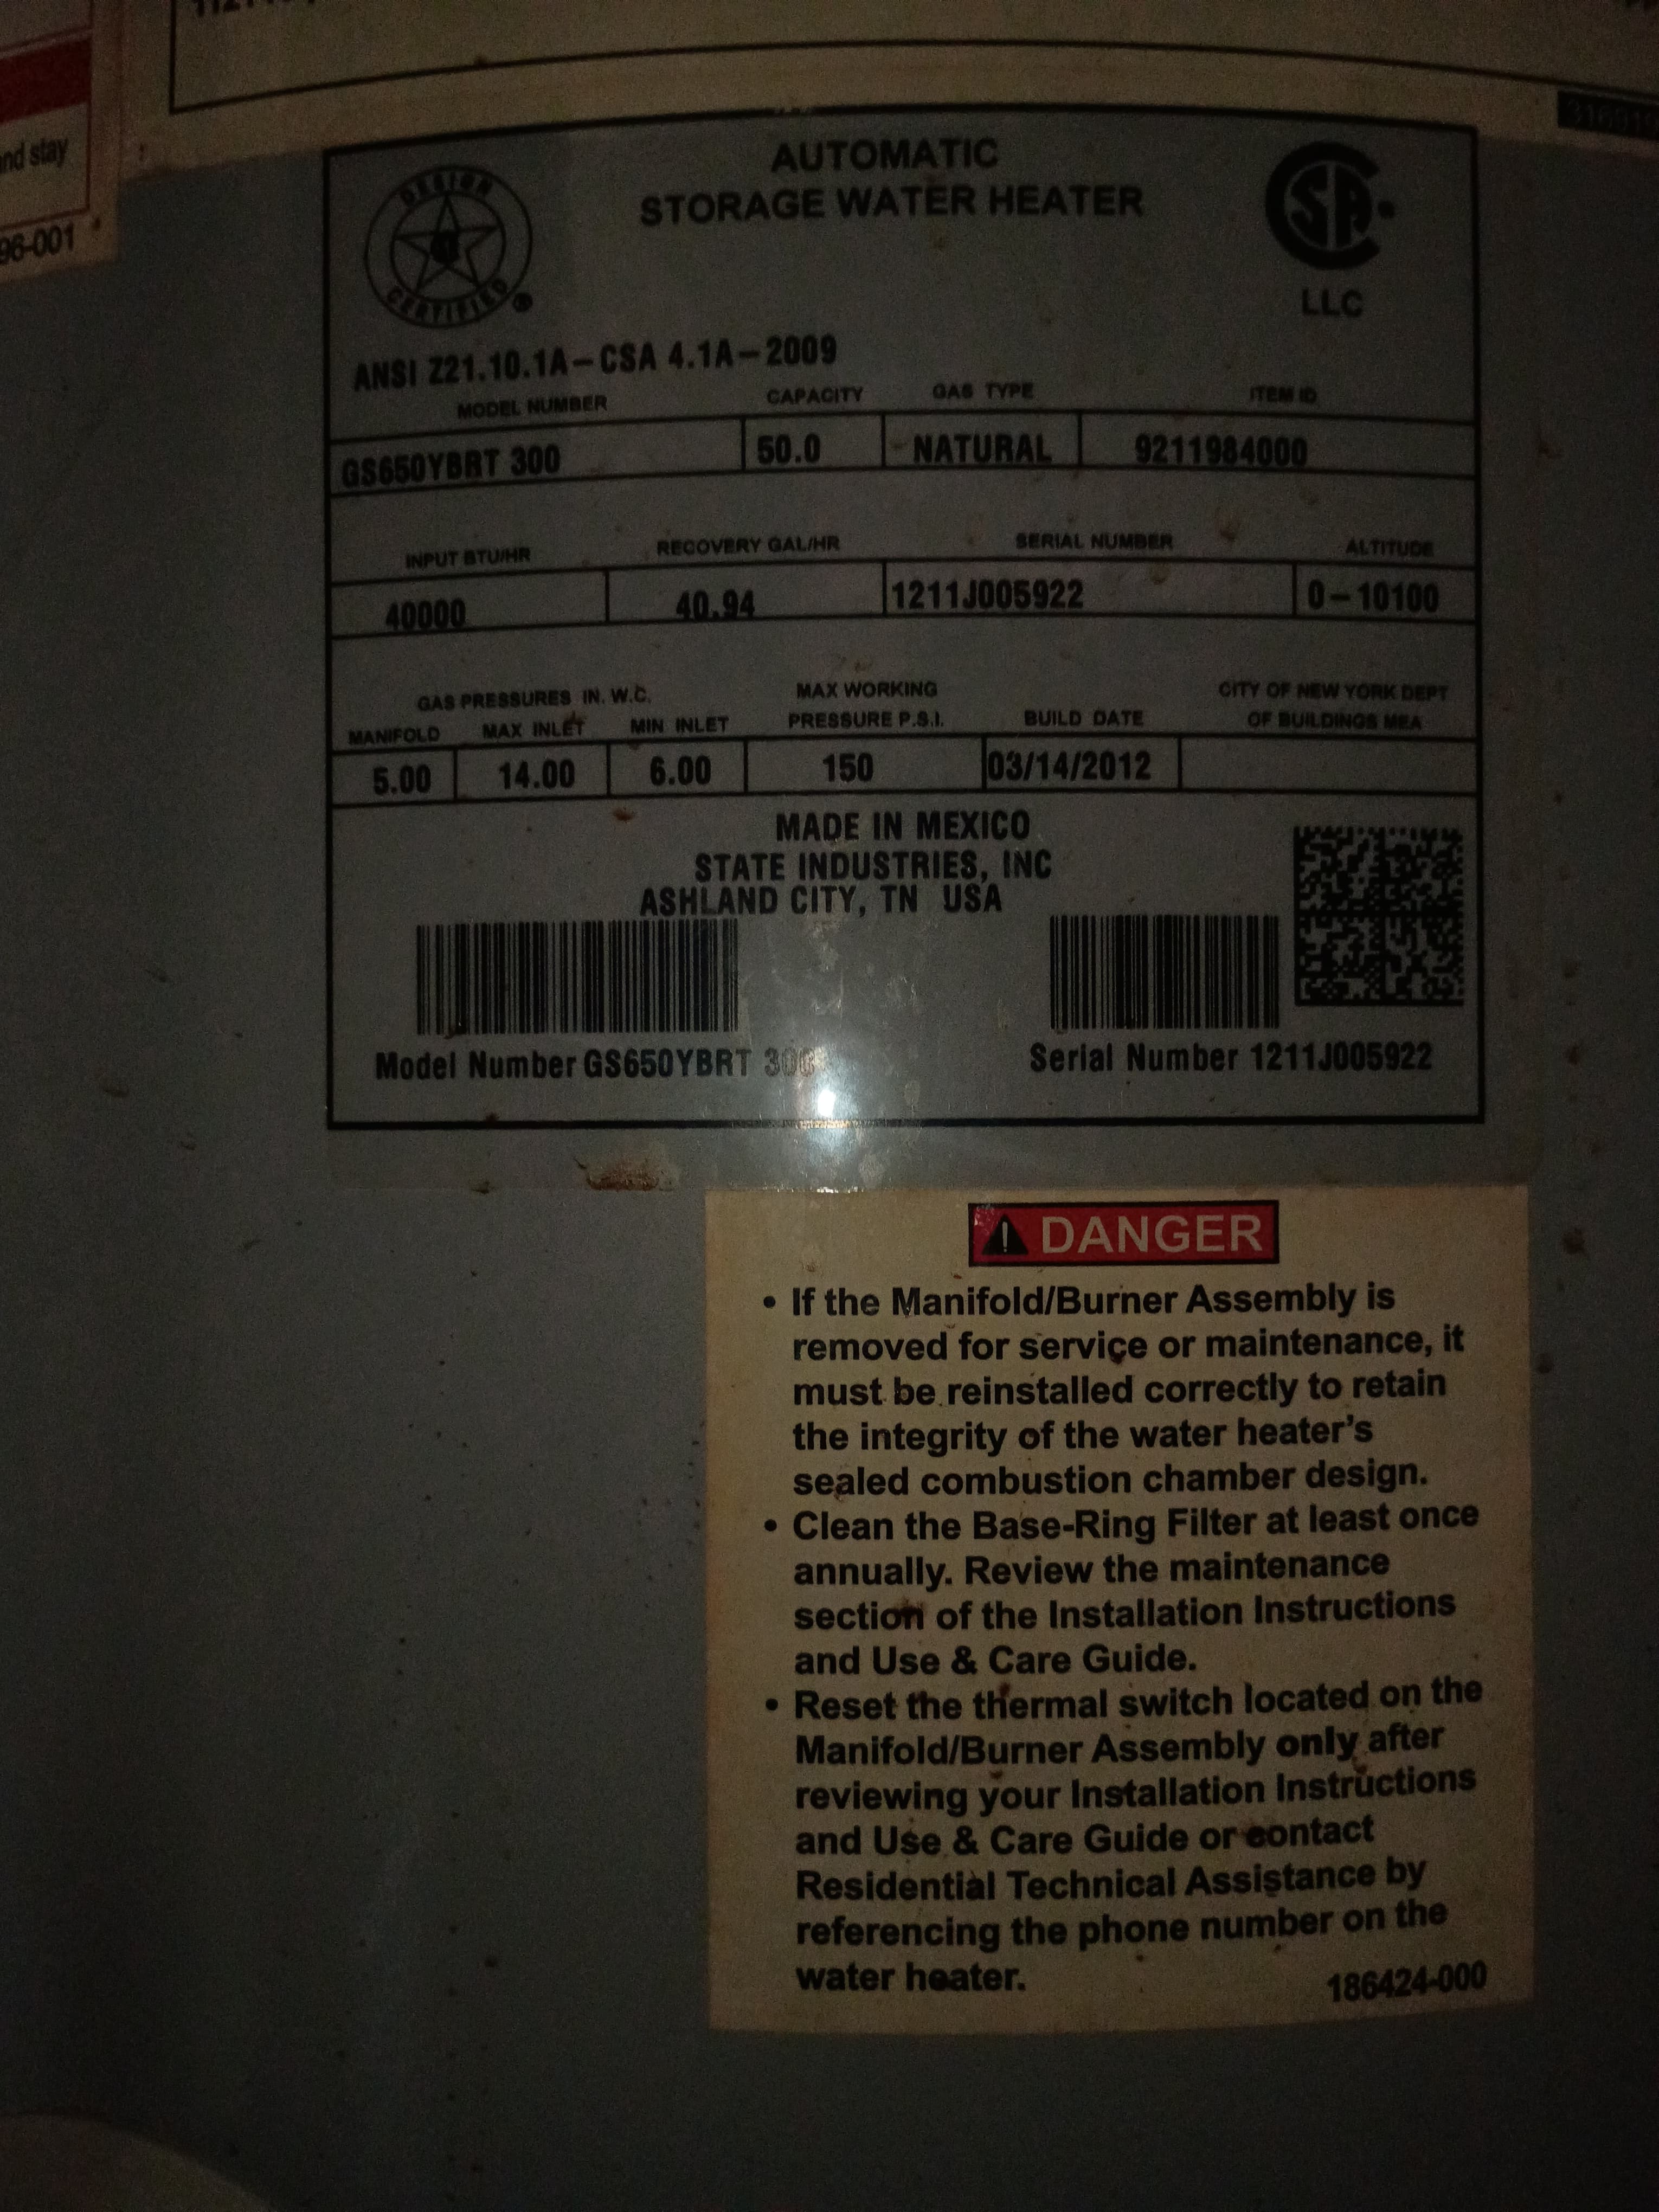 and stay
96-001
DESIGN
CERTIFIED ®
AUTOMATIC
STORAGE WATER HEATER
LLC
ANSI Z21.10.1A–CSA 4.1A–2009
MODEL NUMBER CAPACITY GAS TYPE ITEM ID
GS650YBRT 300 50.0 NATURAL 9211984000
INPUT BTU/HR RECOVERY GAL/HR SERIAL NUMBER ALTITUDE
40000 40.94 1211J005922 0–10100
GAS PRESSURES IN. W.C. MAX WORKING CITY OF NEW YORK DEPT
MANIFOLD MAX INLET MIN INLET PRESSURE P.S.I. BUILD DATE OF BUILDINGS MEA
5.00 14.00 6.00 150 03/14/2012
MADE IN MEXICO
STATE INDUSTRIES, INC
ASHLAND CITY, TN USA
Model Number GS650YBRT 300 Serial Number 1211J005922
DANGER
• If the Manifold/Burner Assembly is
removed for service or maintenance, it
must be reinstalled correctly to retain
the integrity of the water heater's
sealed combustion chamber design.
• Clean the Base-Ring Filter at least once
annually. Review the maintenance
section of the Installation Instructions
and Use & Care Guide.
• Reset the thermal switch located on the
Manifold/Burner Assembly only after
reviewing your Installation Instructions
and Use & Care Guide or contact
Residential Technical Assistance by
referencing the phone number on the
water heater.
186424-000